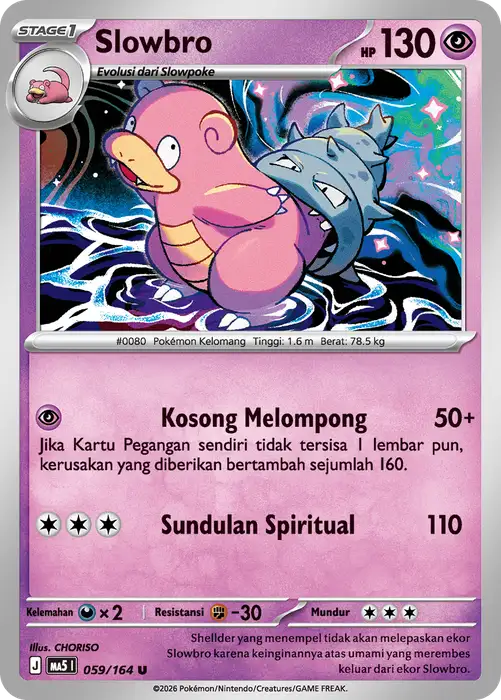 STAGE1
Slowbro
HP 130
Evolusi dari Slowpoke
#0080 Pokémon Kelomang Tinggi: 1.6 m Berat: 78.5 kg
Kosong Melompong 50+
Jika Kartu Pegangan sendiri tidak tersisa 1 lembar pun,
kerusakan yang diberikan bertambah sejumlah 160.
Sundulan Spiritual 110
Kelemahan ×2 Resistansi -30 Mundur
Illus. CHORISO
Shellder yang menempel tidak akan melepaskan ekor
Slowbro karena keinginannya atas umami yang merembes
keluar dari ekor Slowbro.
J MA5 I 059/164 U
©2026 Pokémon/Nintendo/Creatures/GAME FREAK.